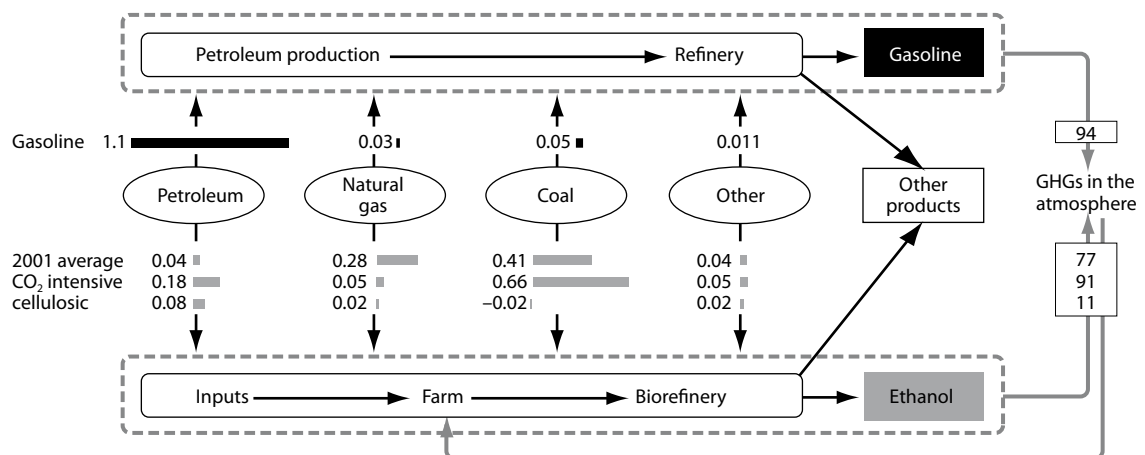 Petroleum production Refinery Gasoline
Gasoline 1.1 0.03 0.05 0.011 94
Petroleum Natural gas Coal Other Other products GHGs in the atmosphere
2001 average 0.04 0.28 0.41 0.04 77
CO₂ intensive 0.18 0.05 0.66 0.05 91
cellulosic 0.08 0.02 −0.02 0.02 11
Inputs Farm Biorefinery Ethanol